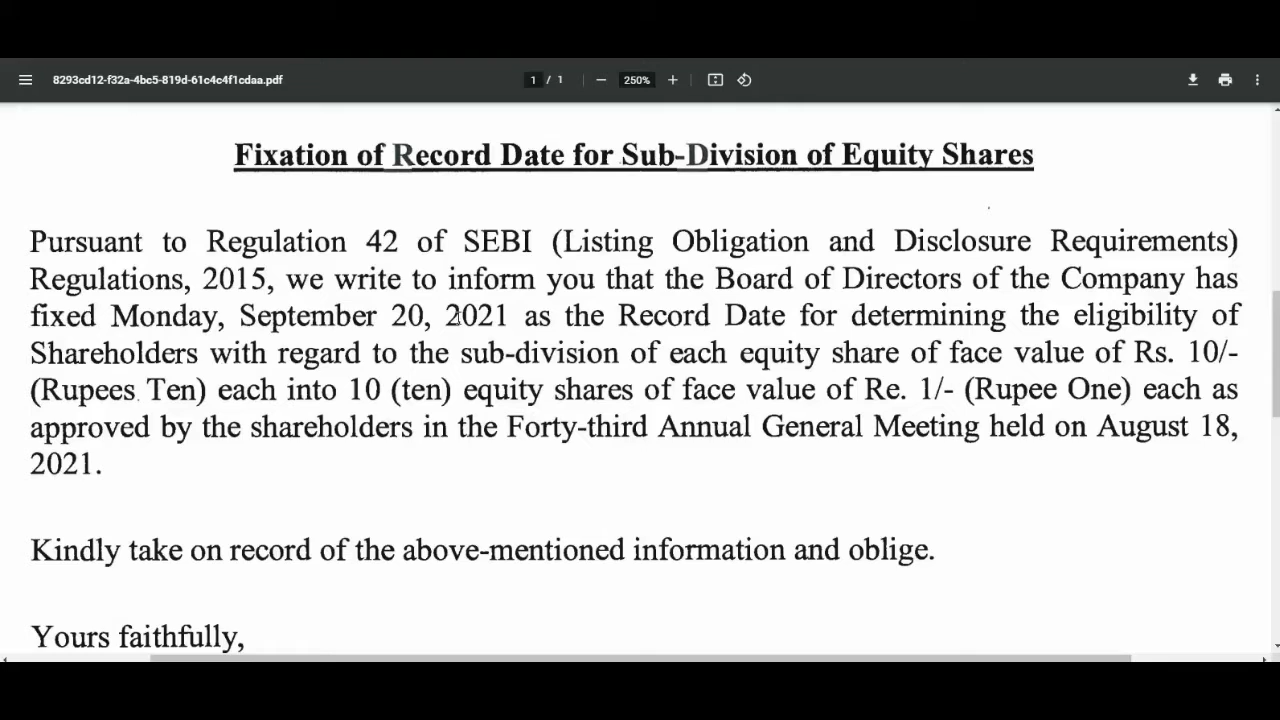 8293cd12-f32a-4bc5-819d-61c4c4f1cdaa.pdf
1 / 1
250%
Fixation of Record Date for Sub-Division of Equity Shares
Pursuant to Regulation 42 of SEBI (Listing Obligation and Disclosure Requirements)
Regulations, 2015, we write to inform you that the Board of Directors of the Company has
fixed Monday, September 20, 2021 as the Record Date for determining the eligibility of
Shareholders with regard to the sub-division of each equity share of face value of Rs. 10/-
(Rupees Ten) each into 10 (ten) equity shares of face value of Re. 1/- (Rupee One) each as
approved by the shareholders in the Forty-third Annual General Meeting held on August 18,
2021.
Kindly take on record of the above-mentioned information and oblige.
Yours faithfully,